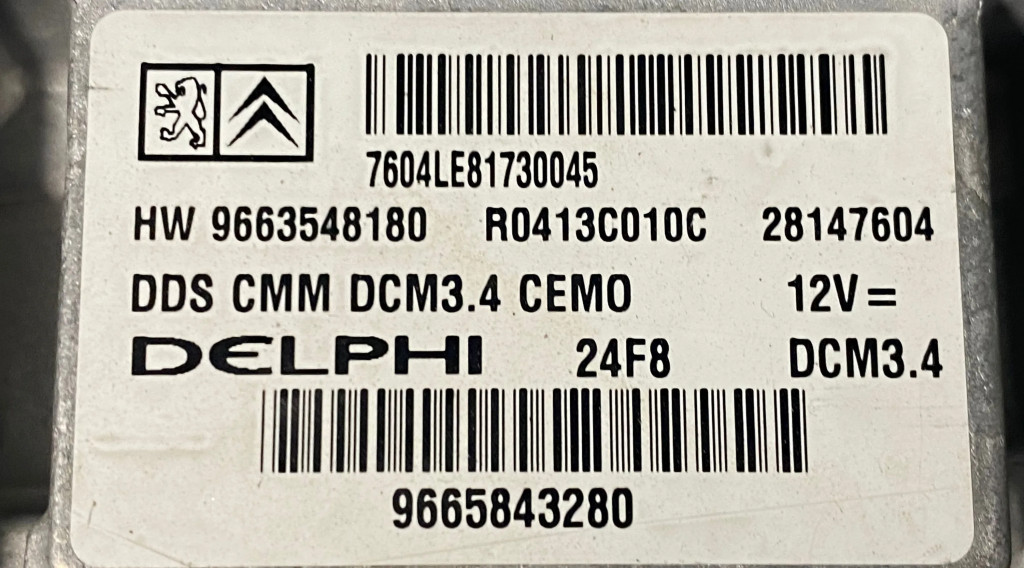 7604LE81730045
HW 9663548180 R0413C010C 28147604
DDS CMM DCM3.4 CEMO 12V =
DELPHI 24F8 DCM3.4
9665843280